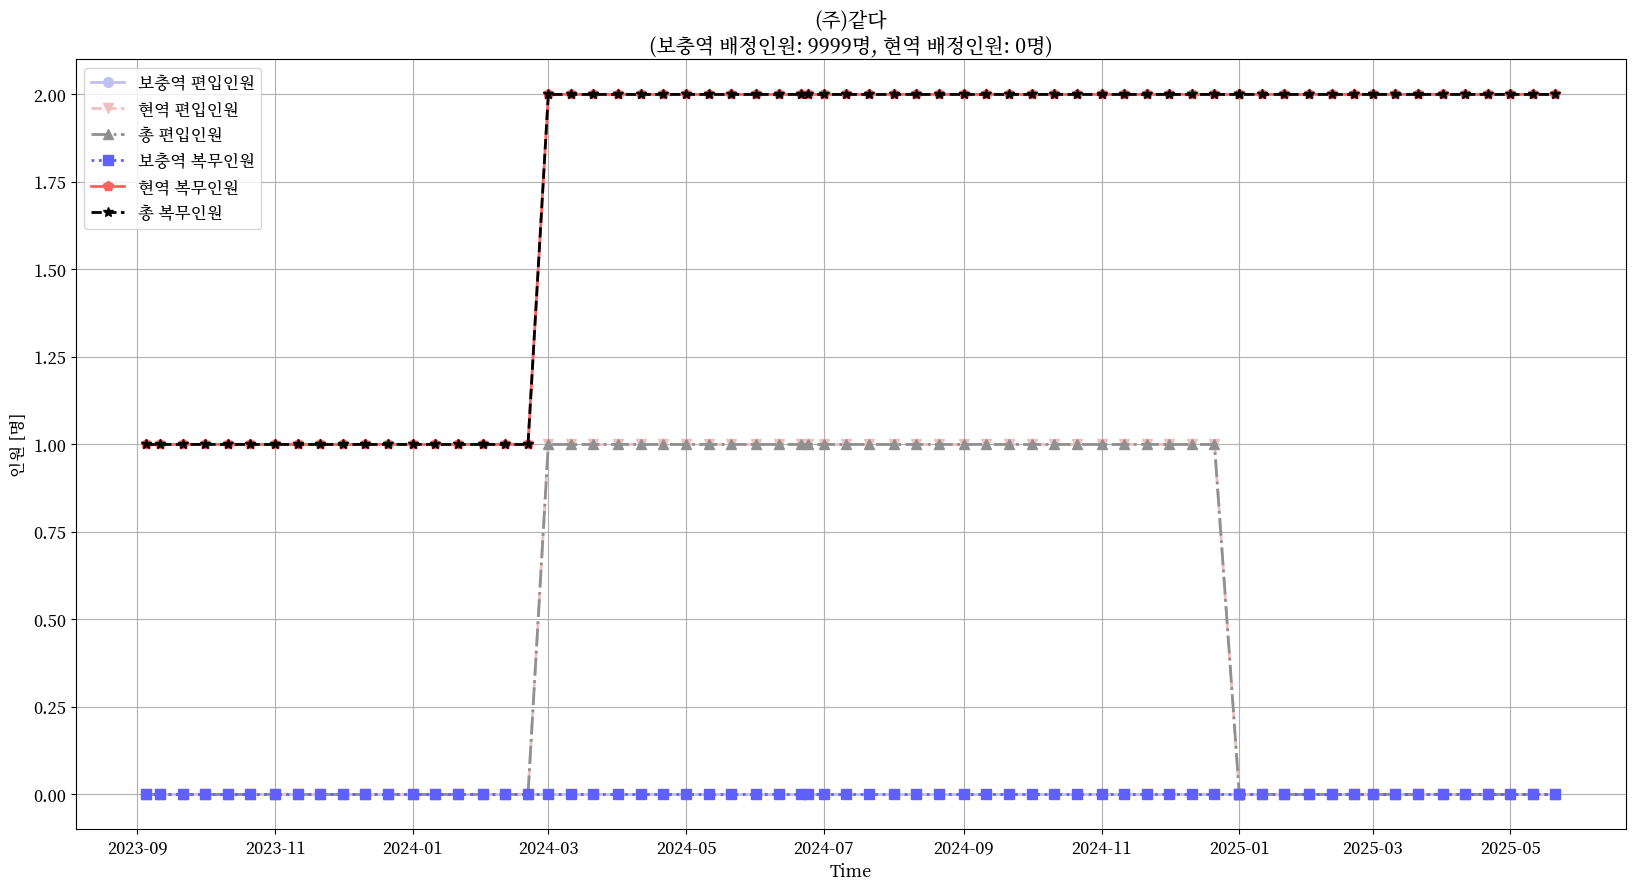 (주)같다
(보충역 배정인원: 9999명, 현역 배정인원: 0명)
보충역 편입인원
현역 편입인원
총 편입인원
보충역 복무인원
현역 복무인원
총 복무인원
인원 [명]
2.00
1.75
1.50
1.25
1.00
0.75
0.50
0.25
0.00
2023-09 2023-11 2024-01 2024-03 2024-05 2024-07 2024-09 2024-11 2025-01 2025-03 2025-05
Time